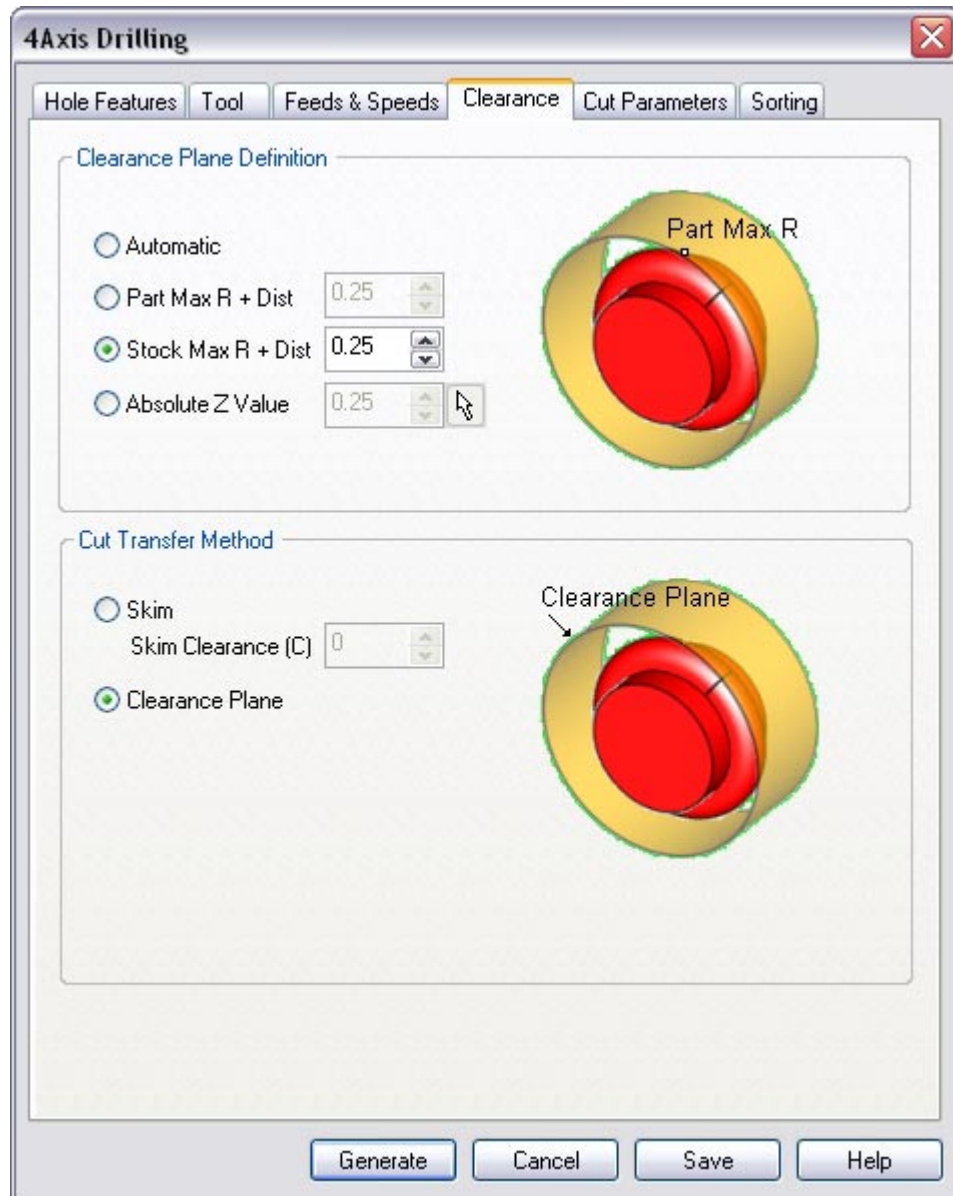 4Axis Drilling
Hole Features Tool Feeds & Speeds Clearance Cut Parameters Sorting
Clearance Plane Definition
Automatic
Part Max R + Dist 0.25
Stock Max R + Dist 0.25
Absolute Z Value 0.25
Part Max R
Cut Transfer Method
Skim
Skim Clearance (C) 0
Clearance Plane
Clearance Plane
Generate Cancel Save Help